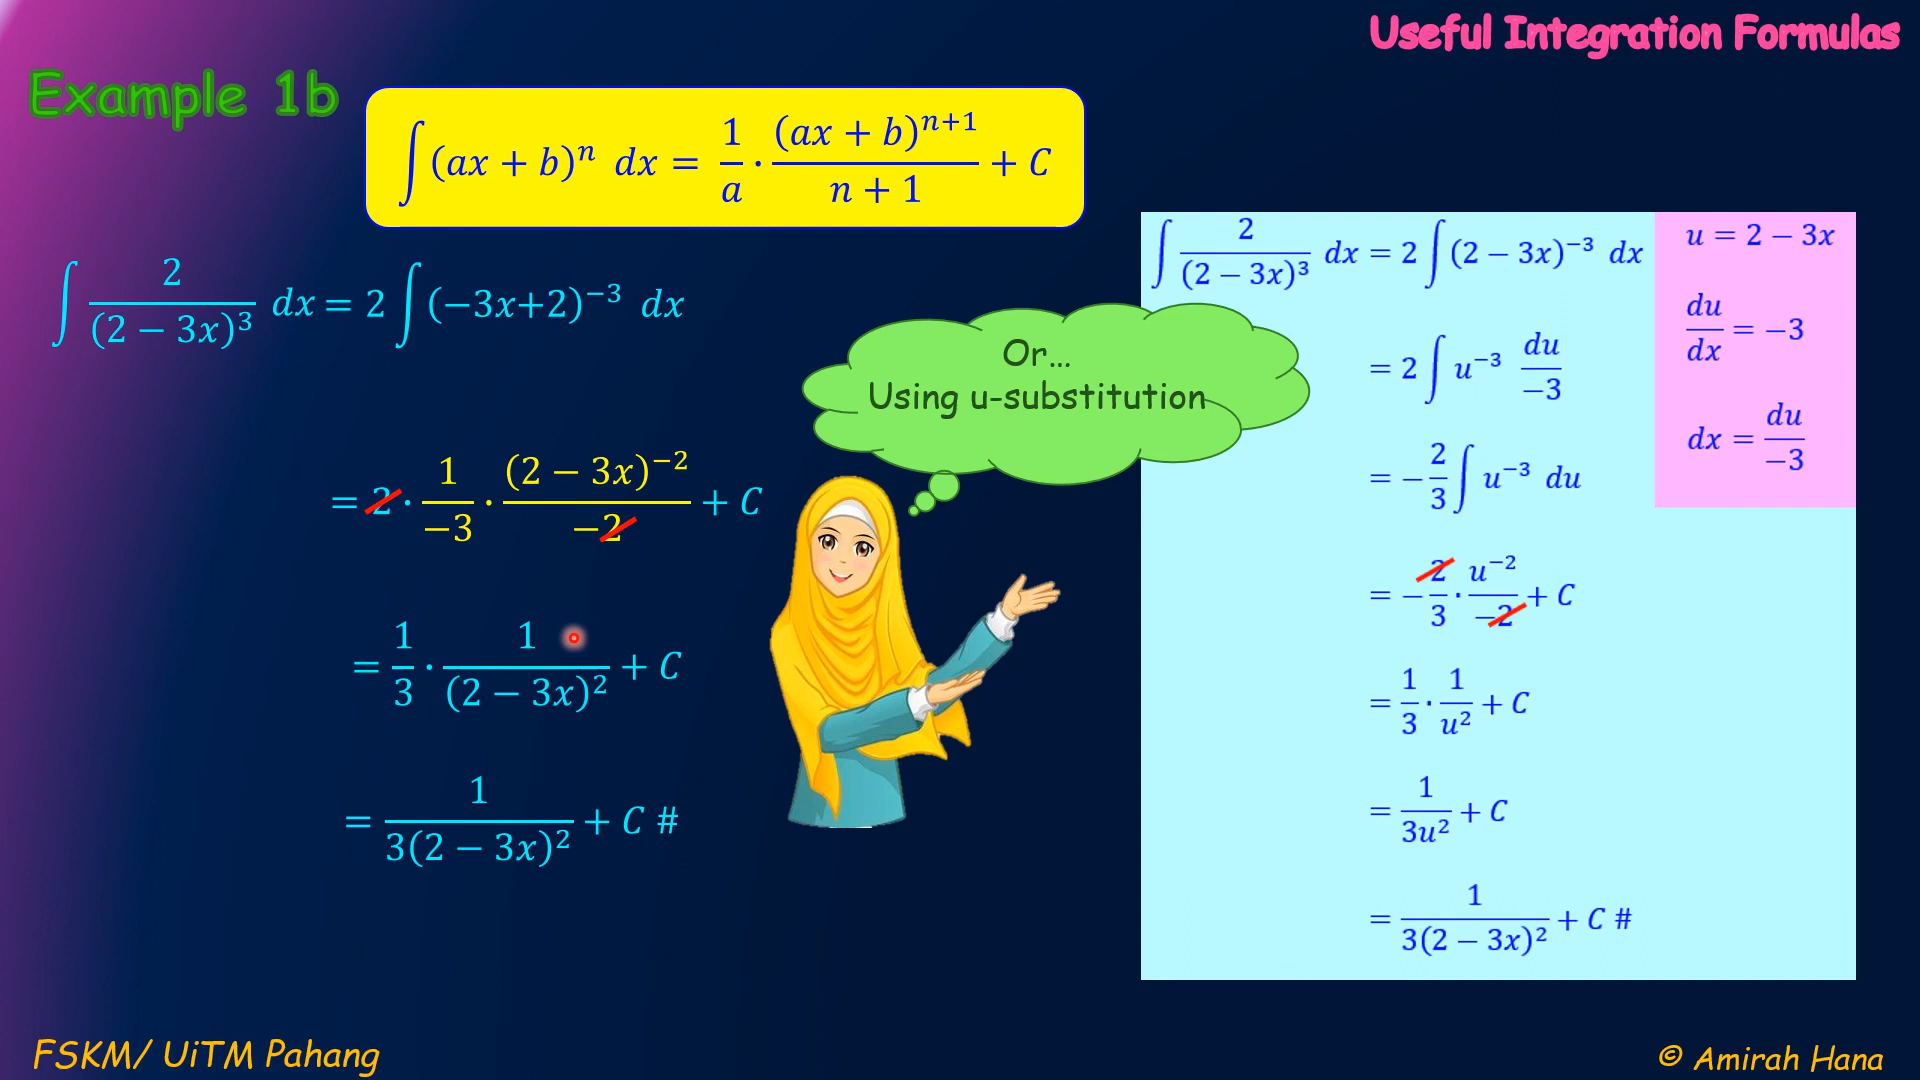 Useful Integration Formulas
Example 1b
∫(ax + b)ⁿ dx = 1/a · (ax + b)ⁿ⁺¹/(n + 1) + C
∫ 2/(2 − 3x)³ dx = 2∫(−3x+2)⁻³ dx
= 2 · 1/−3 · (2 − 3x)⁻²/−2 + C
= 1/3 · 1/(2 − 3x)² + C
= 1/3(2 − 3x)² + C #
Or...
Using u-substitution
∫ 2/(2 − 3x)³ dx = 2∫(2 − 3x)⁻³ dx
= 2∫u⁻³ du/−3
= −2/3 ∫u⁻³ du
= −2/3 · u⁻²/−2 + C
= 1/3 · 1/u² + C
= 1/3u² + C
= 1/3(2 − 3x)² + C #
u = 2 − 3x
du/dx = −3
dx = du/−3
FSKM/ UiTM Pahang
© Amirah Hana